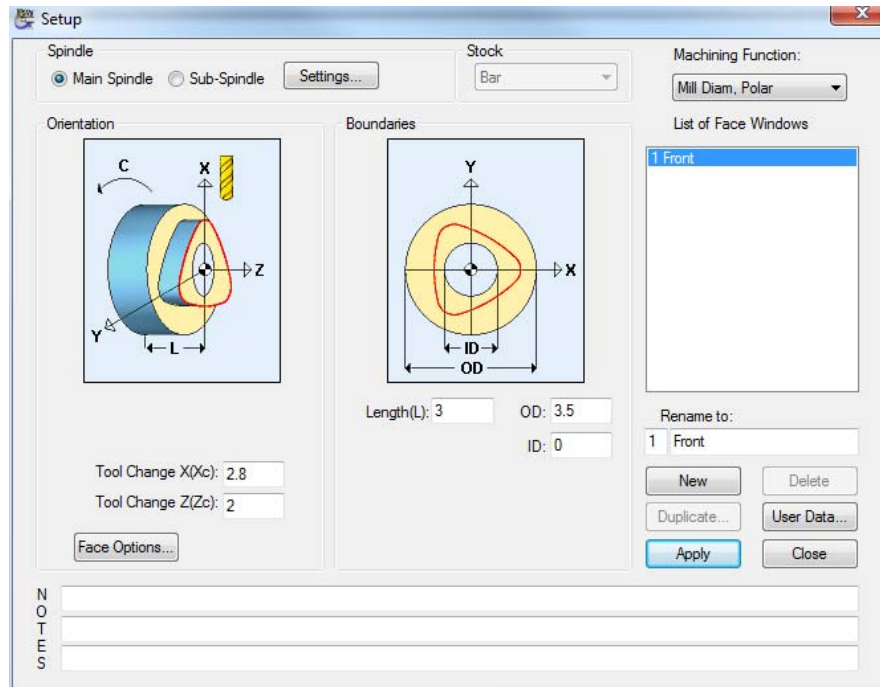 Setup
Spindle
Main Spindle
Sub-Spindle
Settings...
Stock
Bar
Machining Function:
Mill Diam, Polar
Orientation
C
X
Z
Y
L
Tool Change X(Xc): 2.8
Tool Change Z(Zc): 2
Face Options...
Boundaries
Y
X
ID
OD
Length(L): 3
OD: 3.5
ID: 0
List of Face Windows
1 Front
Rename to:
1 Front
New
Delete
Duplicate...
User Data...
Apply
Close
NOTES